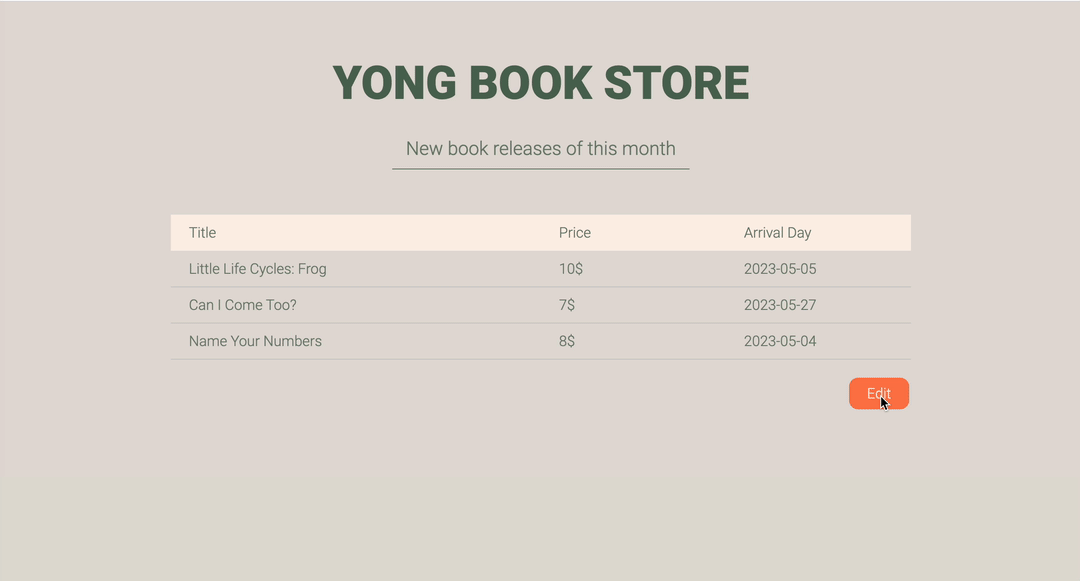 YONG BOOK STORE
New book releases of this month
Title Price Arrival Day
Little Life Cycles: Frog 10$ 2023-05-05
Can I Come Too? 7$ 2023-05-27
Name Your Numbers 8$ 2023-05-04
Edit